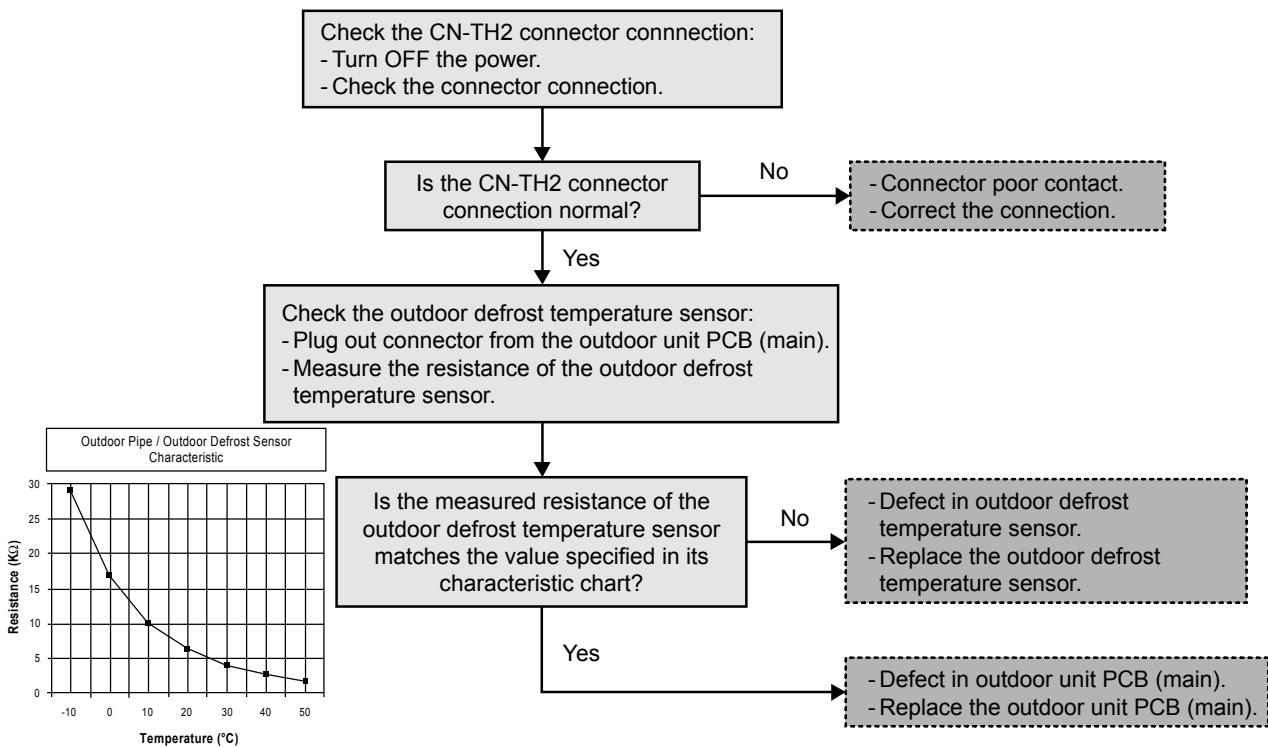 Check the CN-TH2 connector connnection:
- Turn OFF the power.
- Check the connector connection.
Is the CN-TH2 connector
connection normal?
No
- Connector poor contact.
- Correct the connection.
Yes
Check the outdoor defrost temperature sensor:
- Plug out connector from the outdoor unit PCB (main).
- Measure the resistance of the outdoor defrost
temperature sensor.
Outdoor Pipe / Outdoor Defrost Sensor
Characteristic
Resistance (KΩ)
30
25
20
15
10
5
0
-10 0 10 20 30 40 50
Temperature (°C)
Is the measured resistance of the
outdoor defrost temperature sensor
matches the value specified in its
characteristic chart?
No
- Defect in outdoor defrost
temperature sensor.
- Replace the outdoor defrost
temperature sensor.
Yes
- Defect in outdoor unit PCB (main).
- Replace the outdoor unit PCB (main).